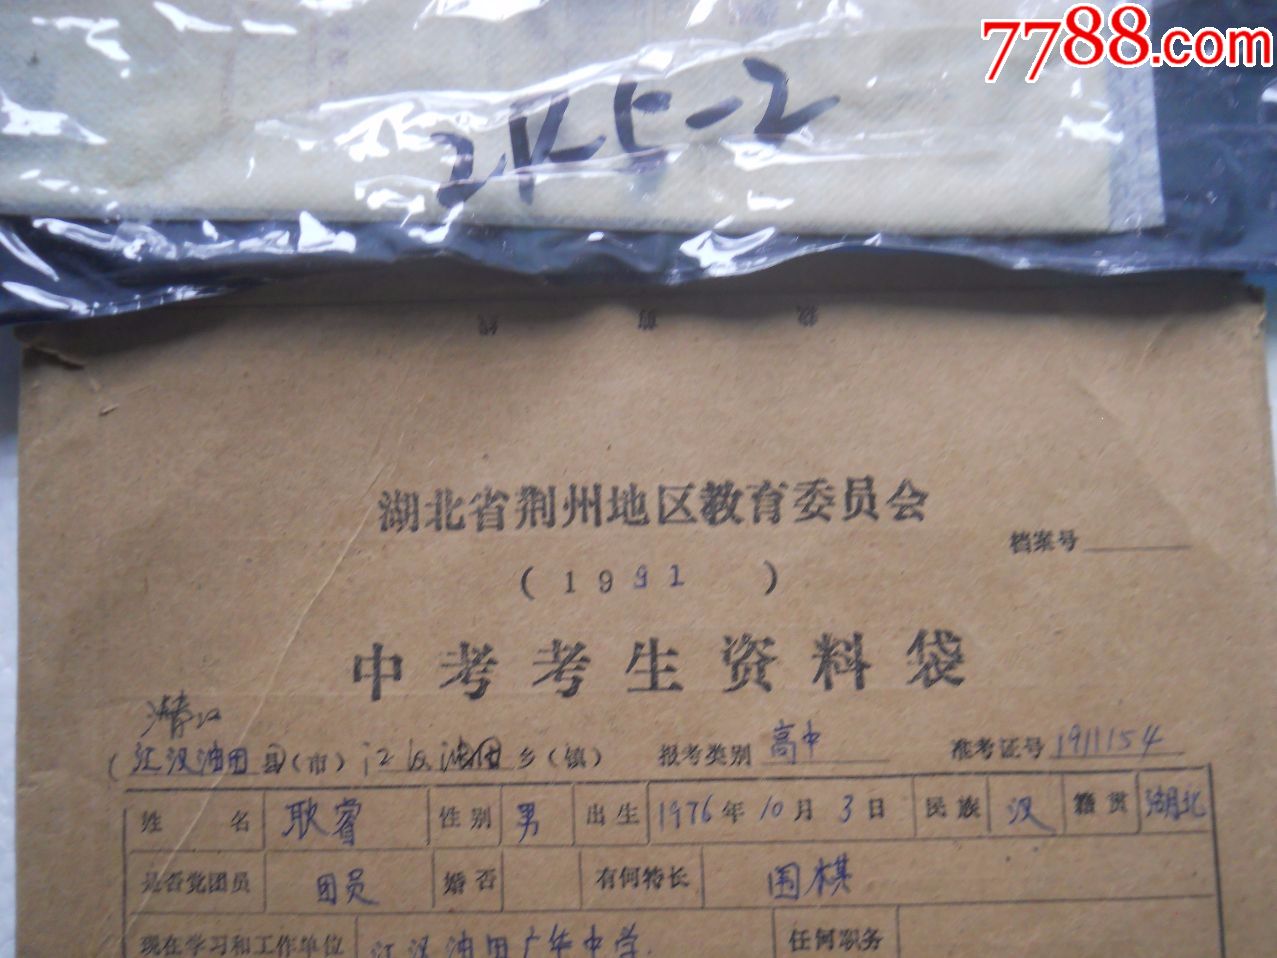 7788.com
2KE-2
线 剪 裁
湖北省荆州地区教育委员会
档案号
( 1991 )
中考考生资料袋
潜江
(江汉油田县(市) 江汉油田乡(镇) 报考类别 高中 准考证号 1911154
姓名 耿睿 性别 男 出生 1976年10月3日 民族 汉 籍贯 湖北
是否党团员 团员 婚否 有何特长 围棋
现在学习和工作单位 江汉油田广华中学 任何职务